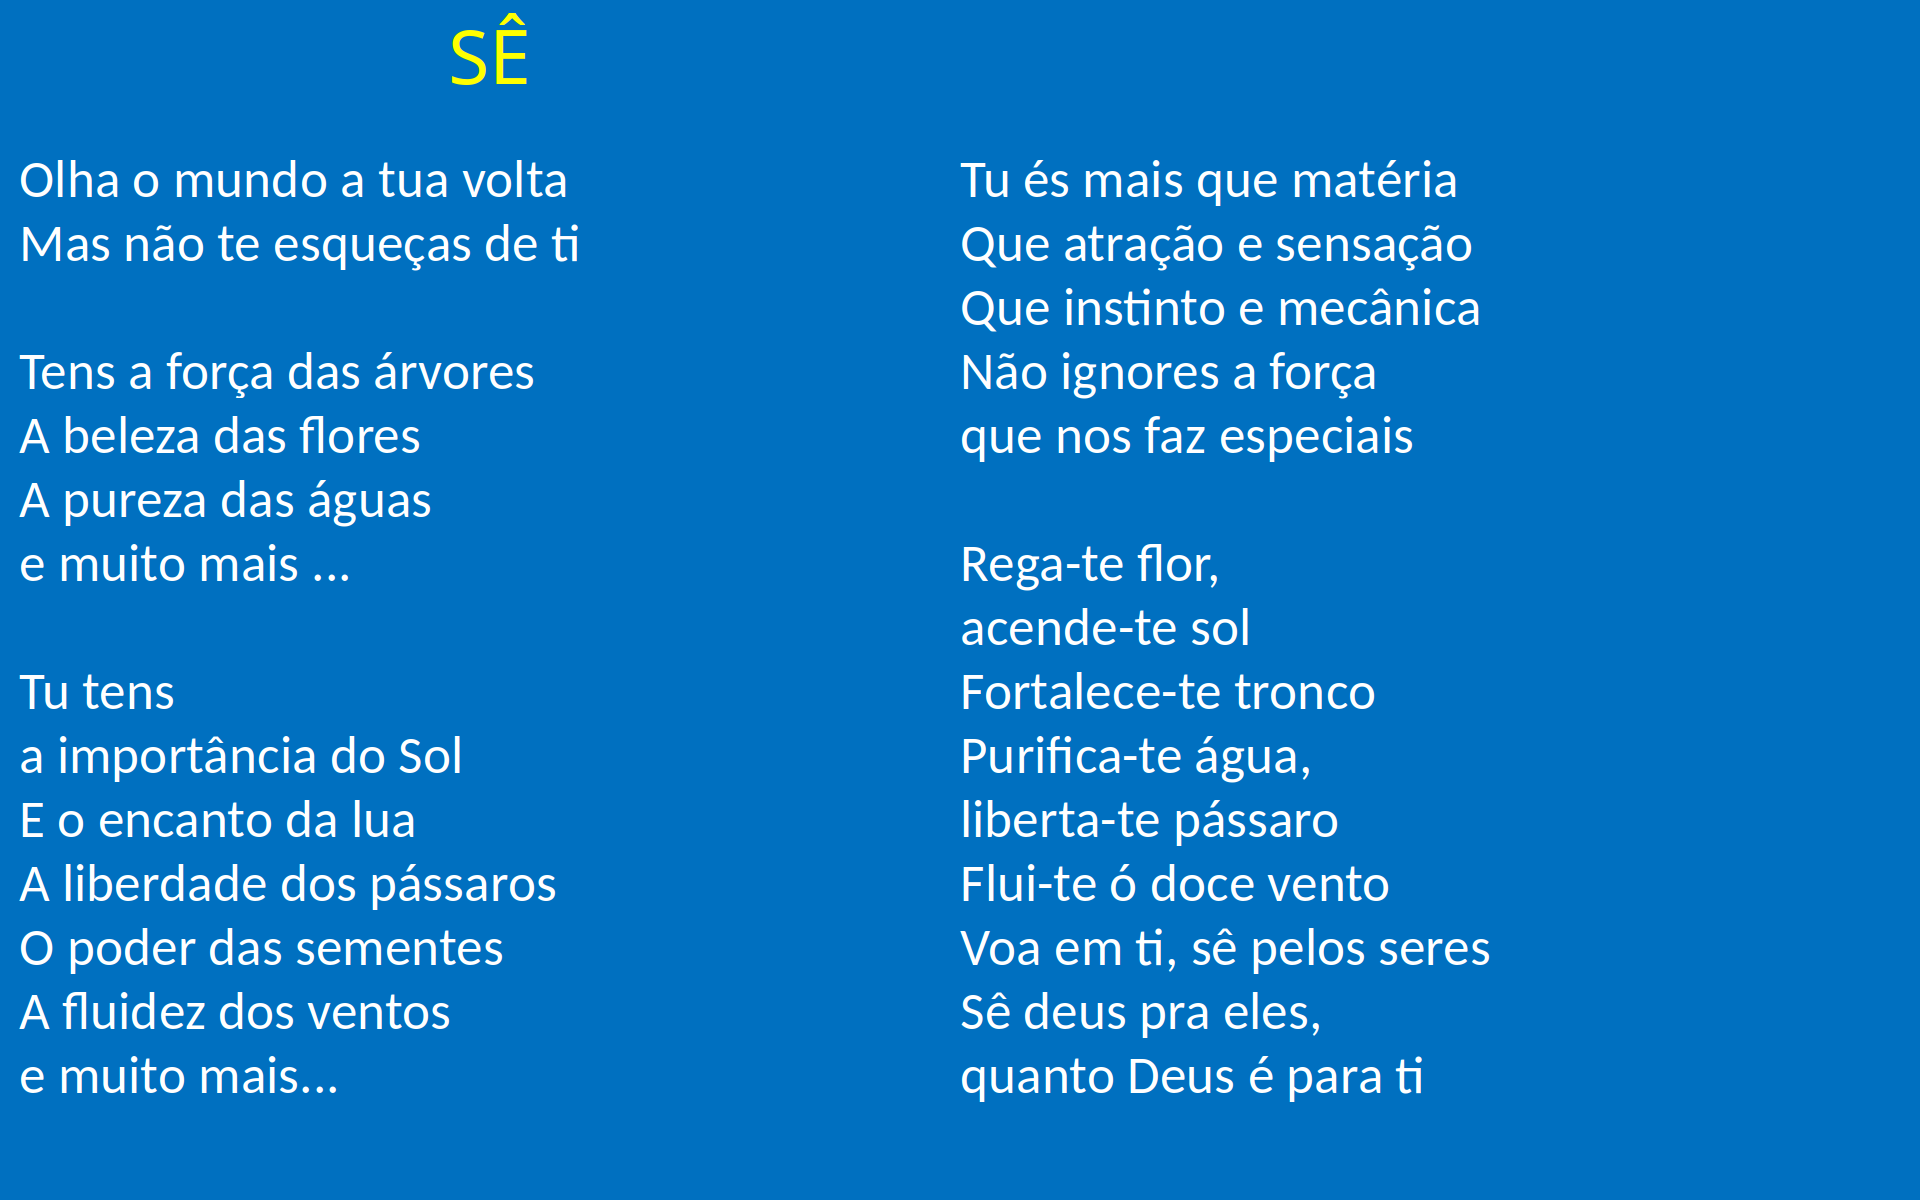 SÊ
Olha o mundo a tua volta
Mas não te esqueças de ti
Tens a força das árvores
A beleza das flores
A pureza das águas
e muito mais ...
Tu tens
a importância do Sol
E o encanto da lua
A liberdade dos pássaros
O poder das sementes
A fluidez dos ventos
e muito mais...
Tu és mais que matéria
Que atração e sensação
Que instinto e mecânica
Não ignores a força
que nos faz especiais
Rega-te flor,
acende-te sol
Fortalece-te tronco
Purifica-te água,
liberta-te pássaro
Flui-te ó doce vento
Voa em ti, sê pelos seres
Sê deus pra eles,
quanto Deus é para ti